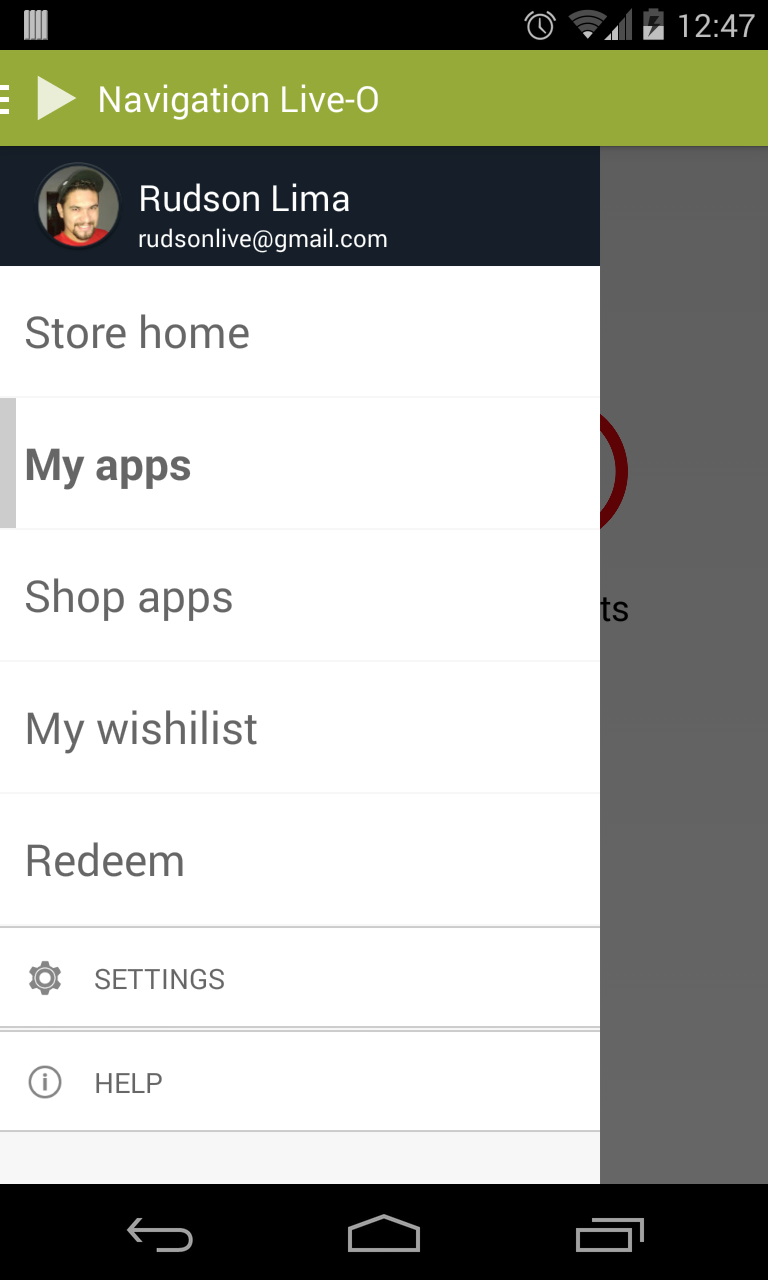 12:47
Navigation Live-O
Rudson Lima
rudsonlive@gmail.com
Store home
My apps
Shop apps
ts
My wishilist
Redeem
SETTINGS
HELP